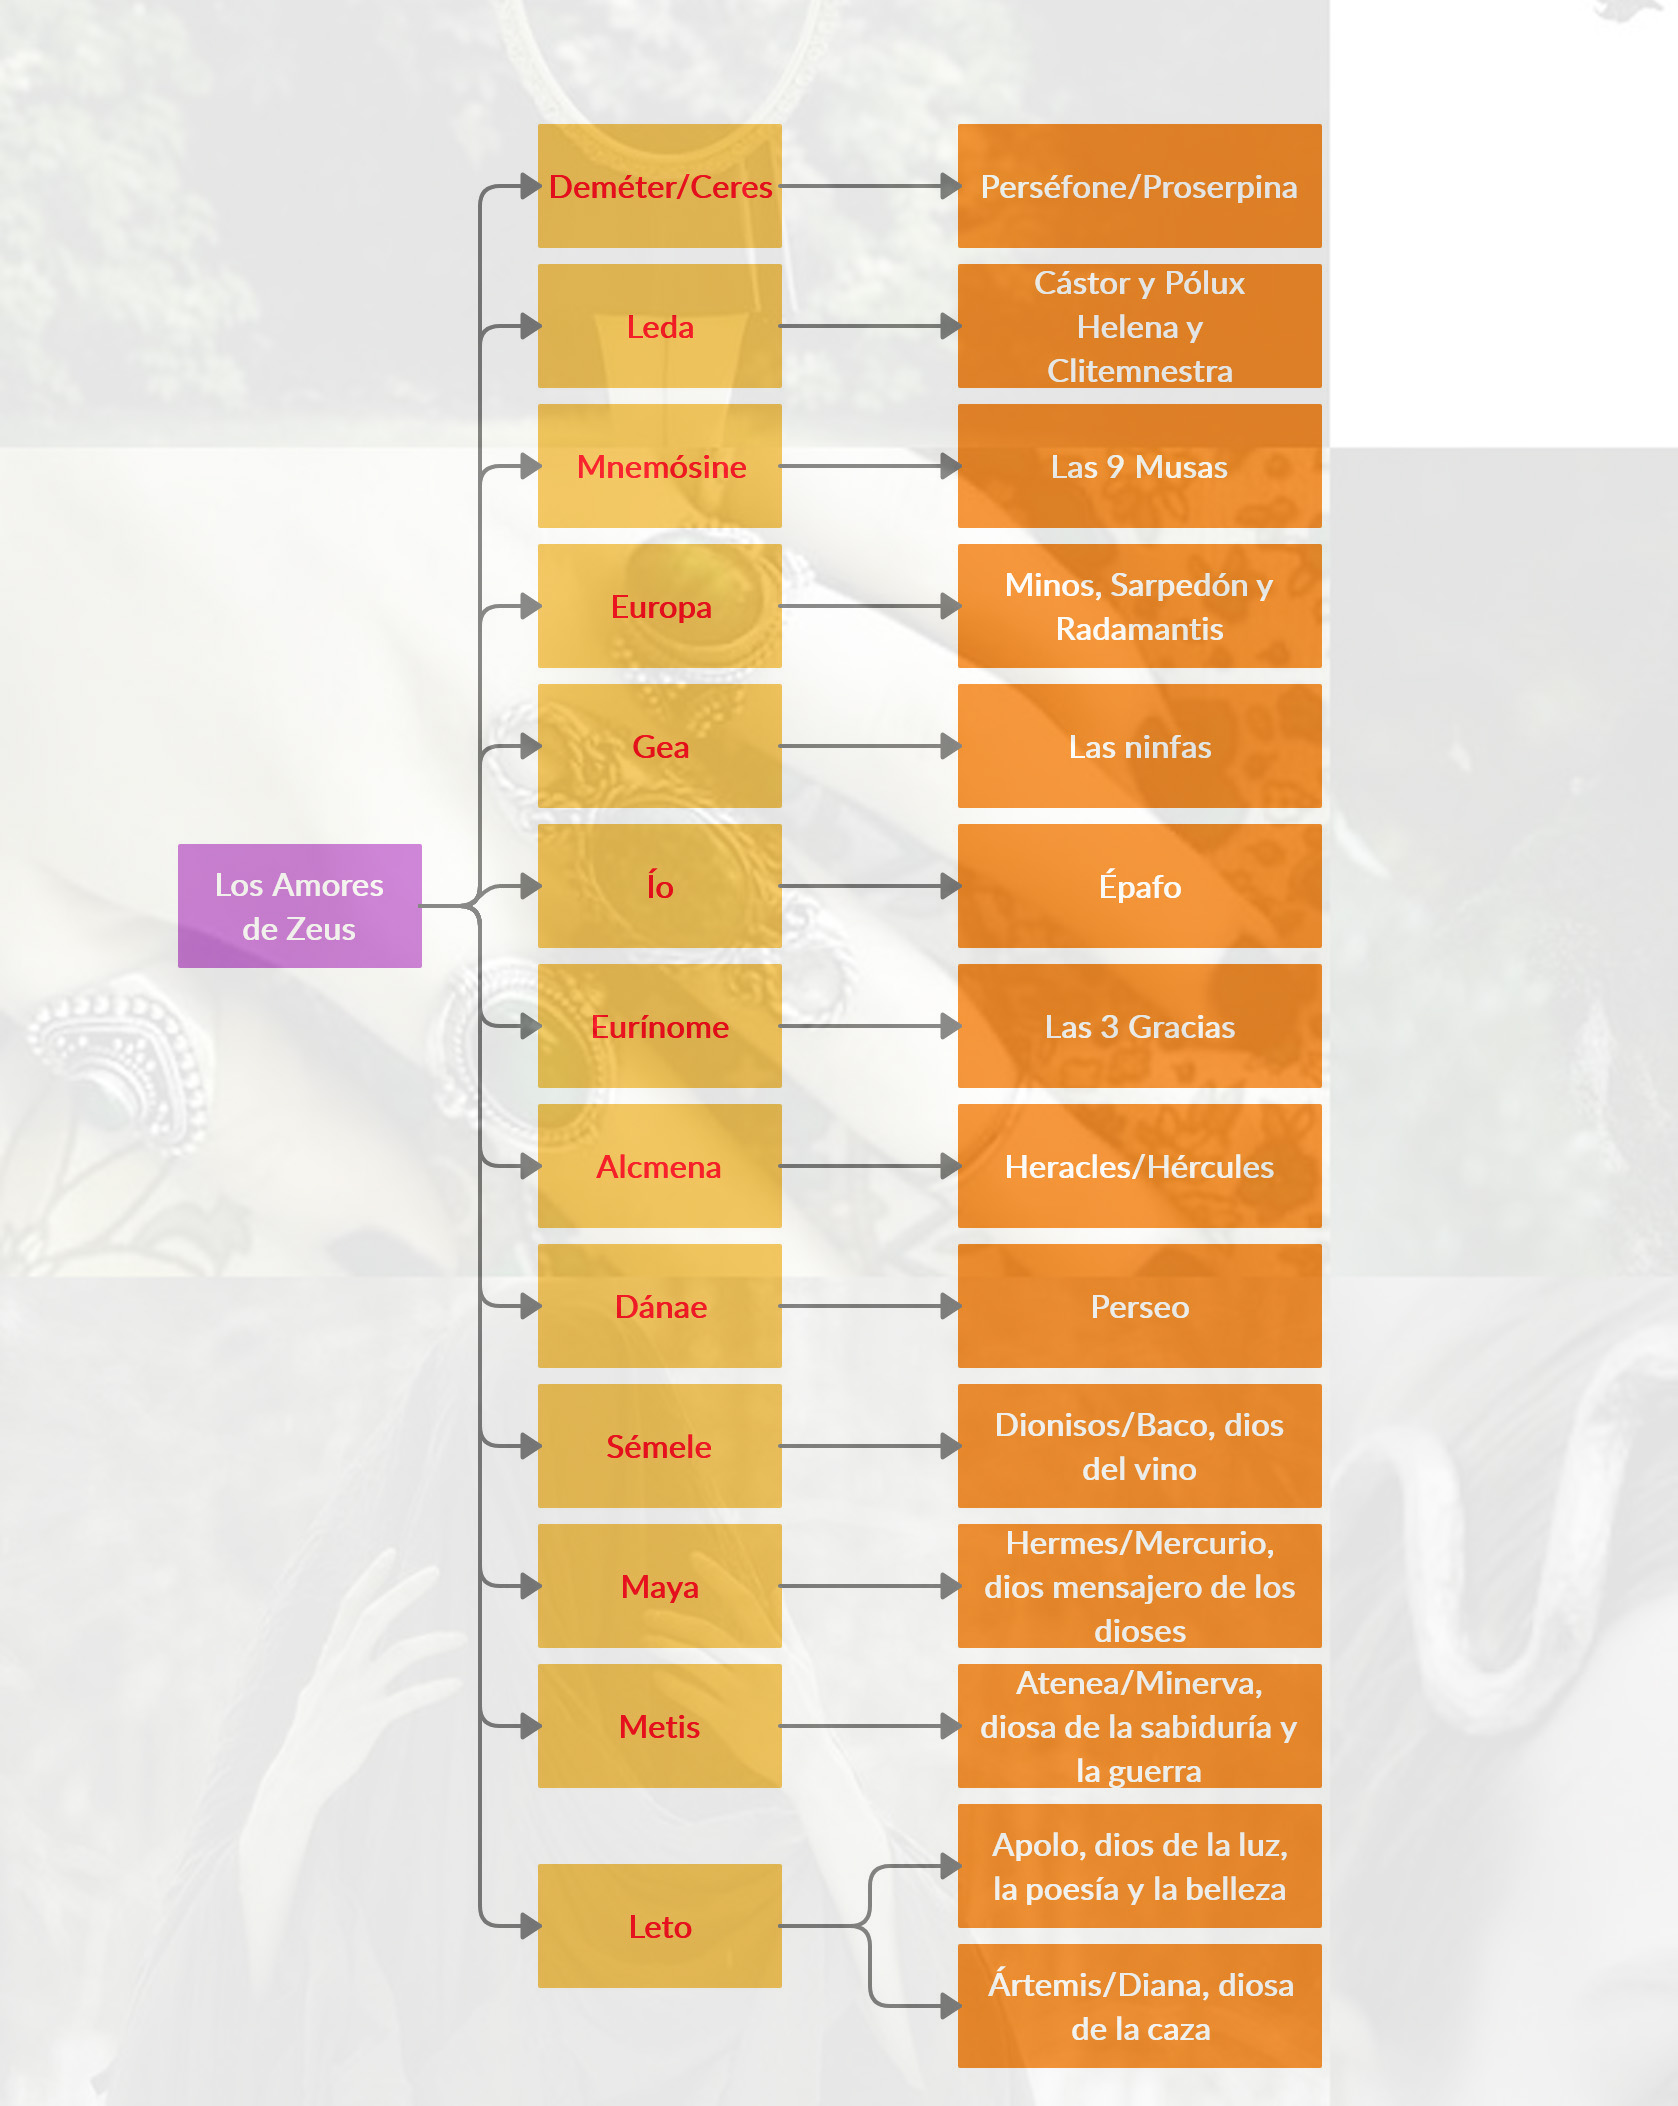 Los Amores
de Zeus
Deméter/Ceres
Perséfone/Proserpina
Leda
Cástor y Pólux
Helena y
Clitemnestra
Mnemósine
Las 9 Musas
Europa
Minos, Sarpedón y
Radamantis
Gea
Las ninfas
Ío
Épafo
Eurínome
Las 3 Gracias
Alcmena
Heracles/Hércules
Dánae
Perseo
Sémele
Dionisos/Baco, dios
del vino
Maya
Hermes/Mercurio,
dios mensajero de los
dioses
Metis
Atenea/Minerva,
diosa de la sabiduría y
la guerra
Leto
Apolo, dios de la luz,
la poesía y la belleza
Ártemis/Diana, diosa
de la caza